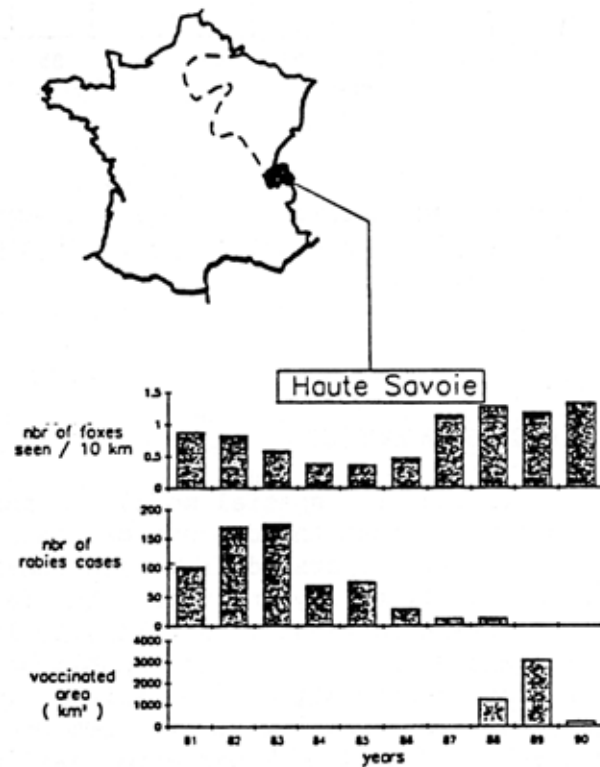 Haute Savoie
nbr of foxes
seen / 10 km
1.5
1
0.5
0
nbr of
rabies cases
200
150
100
50
0
vaccinated
area
( km² )
4000
3000
2000
1000
0
81 82 83 84 85 86 87 88 89 90
years